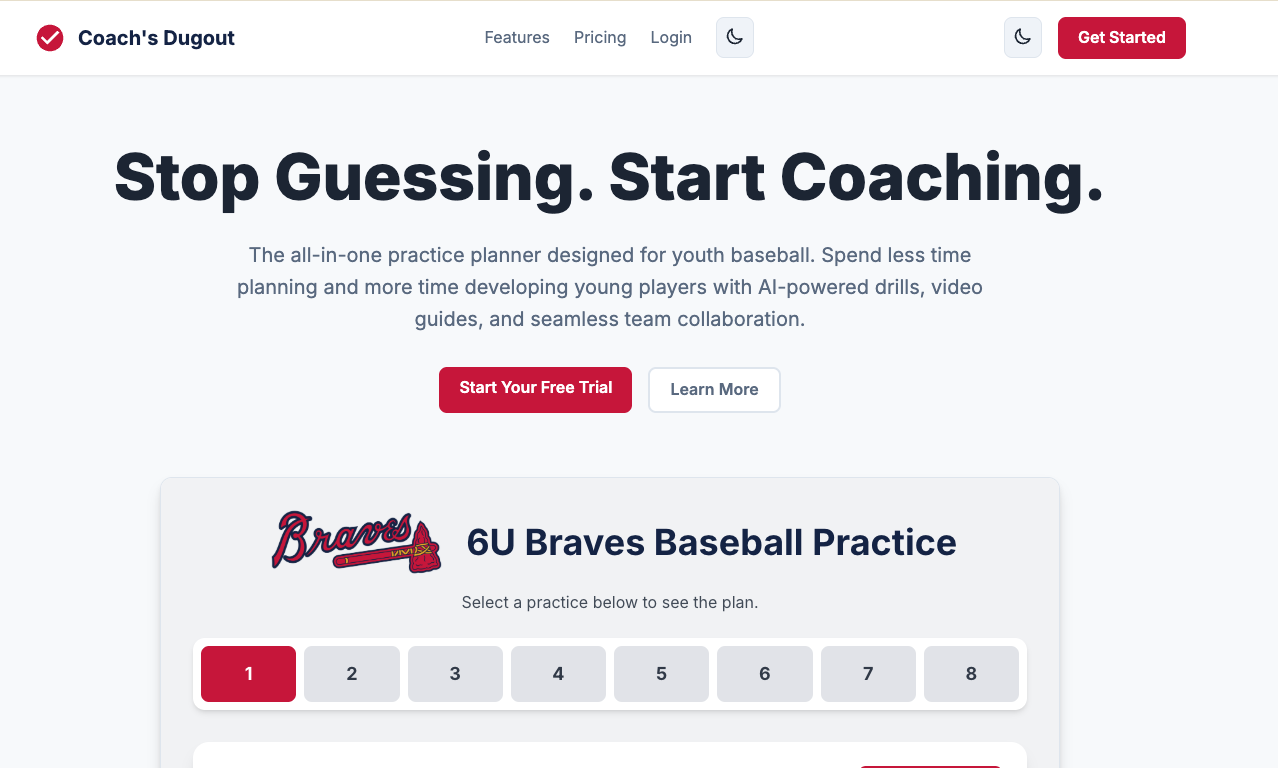 Coach's Dugout
Features Pricing Login
Get Started
Stop Guessing. Start Coaching.
The all-in-one practice planner designed for youth baseball. Spend less time
planning and more time developing young players with AI-powered drills, video
guides, and seamless team collaboration.
Start Your Free Trial
Learn More
Braves
6U Braves Baseball Practice
Select a practice below to see the plan.
1 2 3 4 5 6 7 8